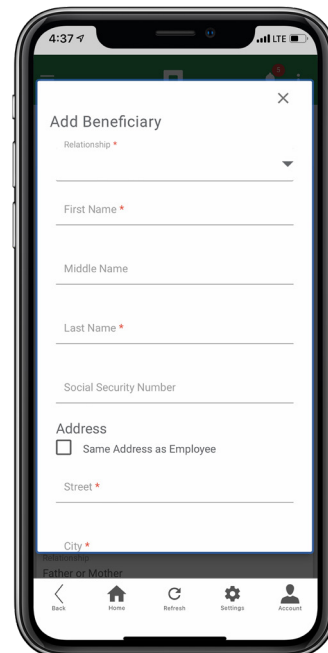 4:37
LTE
Add Beneficiary
Relationship *
First Name *
Middle Name
Last Name *
Social Security Number
Address
Same Address as Employee
Street *
City *
Relationship
Father or Mother
Back Home Refresh Settings Account